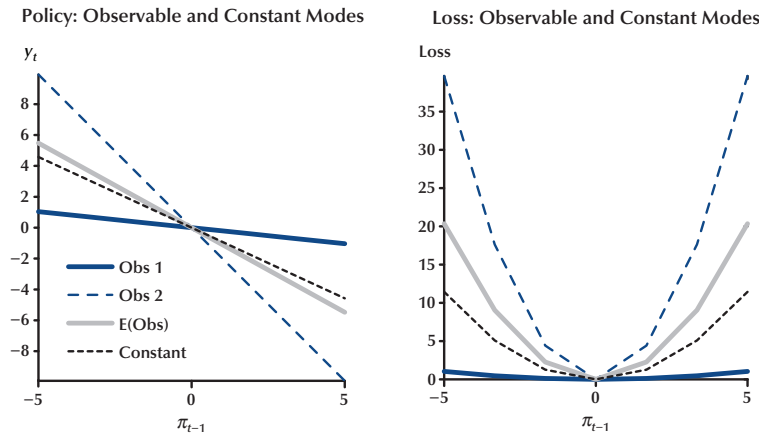 Policy: Observable and Constant Modes
y_t
8
6
4
2
0
−2
−4
−6
−8
Obs 1
Obs 2
E(Obs)
Constant
−5 0 5
π_{t−1}
Loss: Observable and Constant Modes
Loss
35
30
25
20
15
10
5
0
−5 0 5
π_{t−1}